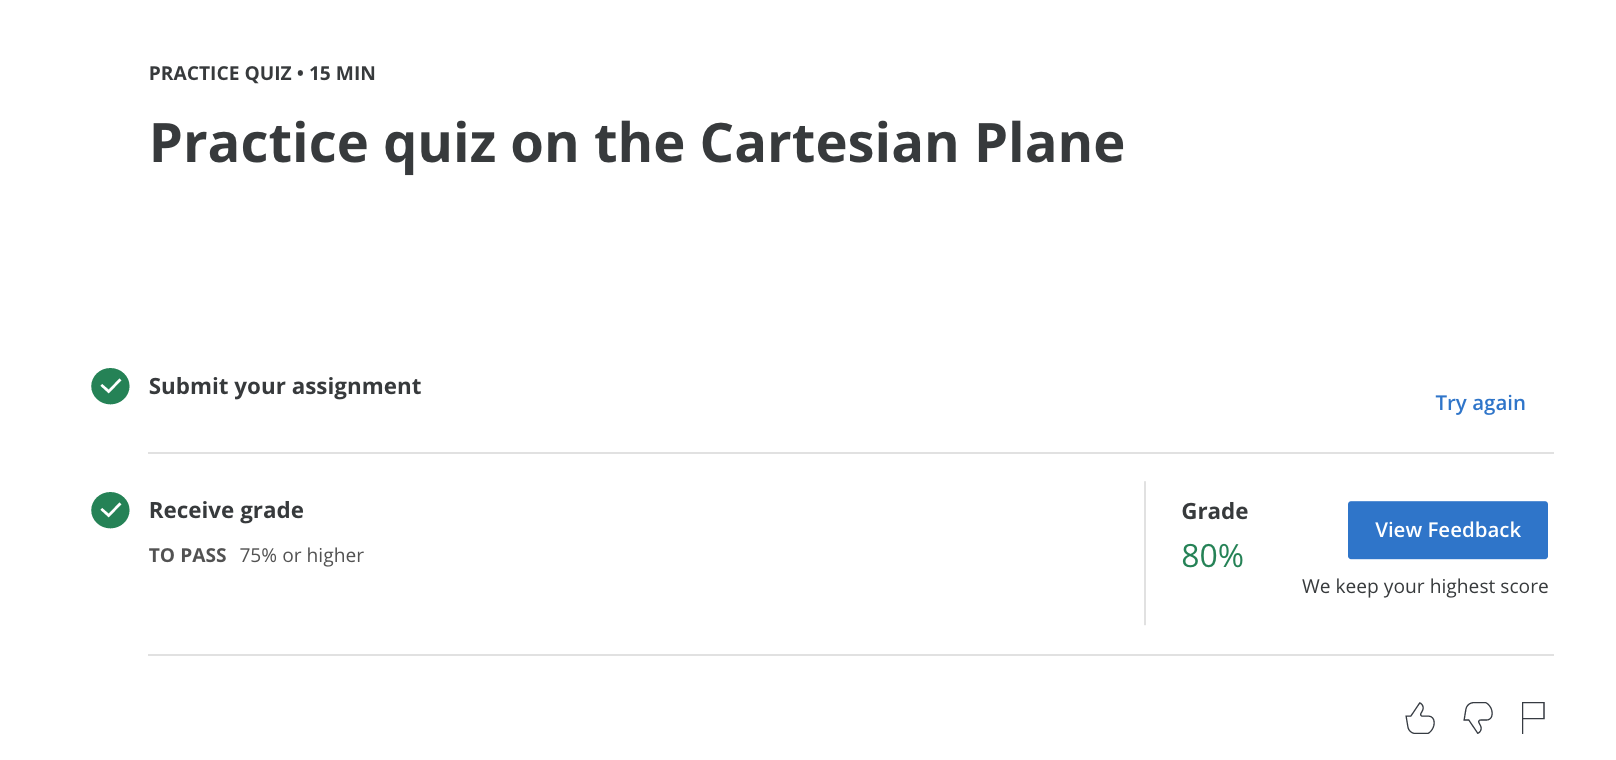 PRACTICE QUIZ • 15 MIN
Practice quiz on the Cartesian Plane
Submit your assignment
Try again
Receive grade
TO PASS 75% or higher
Grade
80%
View Feedback
We keep your highest score